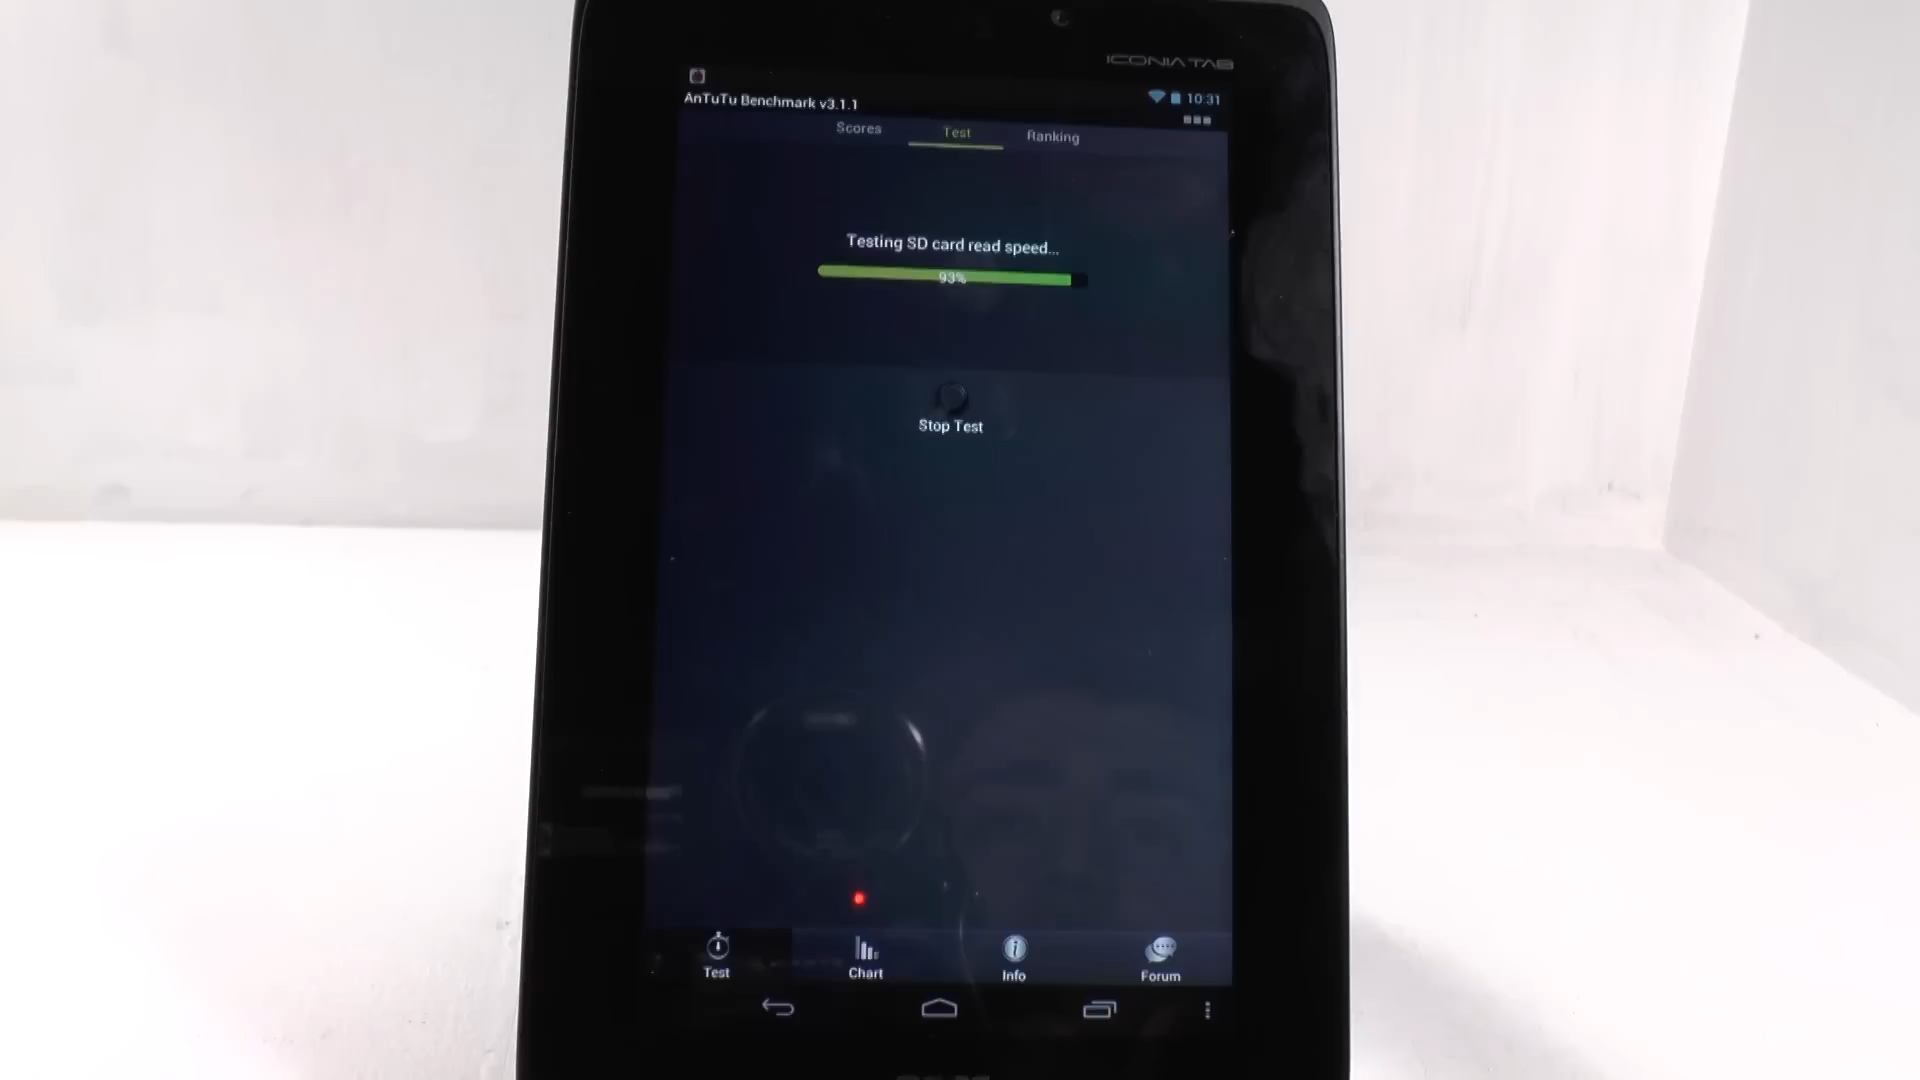 ICONIA TAB
AnTuTu Benchmark v3.1.1
10:31
Scores
Test
Ranking
Testing SD card read speed...
93%
Stop Test
Test
Chart
Info
Forum